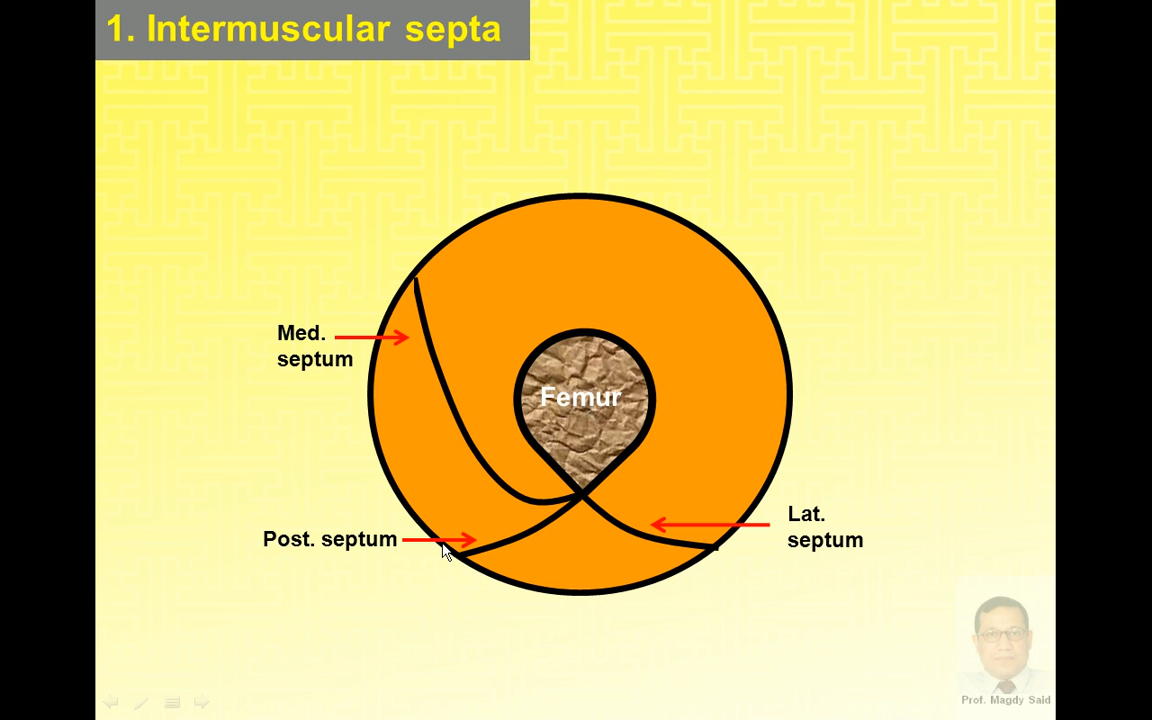 1. Intermuscular septa
Med.
septum
Femur
Lat.
septum
Post. septum
Prof. Magdy Said